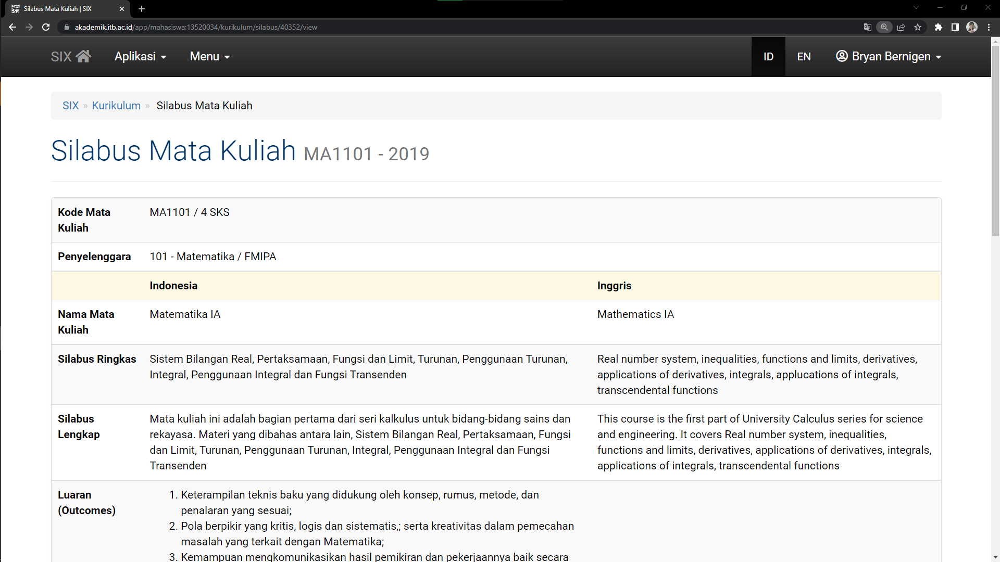 Silabus Mata Kuliah | SIX
akademik.itb.ac.id/app/mahasiswa:13520034/kurikulum/silabus/40352/view
SIX Aplikasi Menu ID EN Bryan Bernigen
SIX » Kurikulum » Silabus Mata Kuliah
Silabus Mata Kuliah MA1101 - 2019
Kode Mata Kuliah
MA1101 / 4 SKS
Penyelenggara
101 - Matematika / FMIPA
Indonesia
Inggris
Nama Mata Kuliah
Matematika IA
Mathematics IA
Silabus Ringkas
Sistem Bilangan Real, Pertaksamaan, Fungsi dan Limit, Turunan, Penggunaan Turunan,
Integral, Penggunaan Integral dan Fungsi Transenden
Real number system, inequalities, functions and limits, derivatives,
applications of derivatives, integrals, applucations of integrals,
transcendental functions
Silabus
Lengkap
Mata kuliah ini adalah bagian pertama dari seri kalkulus untuk bidang-bidang sains dan
rekayasa. Materi yang dibahas antara lain, Sistem Bilangan Real, Pertaksamaan, Fungsi
dan Limit, Turunan, Penggunaan Turunan, Integral, Penggunaan Integral dan Fungsi
Transenden
This course is the first part of University Calculus series for science
and engineering. It covers Real number system, inequalities,
functions and limits, derivatives, applications of derivatives, integrals,
applications of integrals, transcendental functions
Luaran
(Outcomes)
1. Keterampilan teknis baku yang didukung oleh konsep, rumus, metode, dan
penalaran yang sesuai;
2. Pola berpikir yang kritis, logis dan sistematis,; serta kreativitas dalam pemecahan
masalah yang terkait dengan Matematika;
3. Kemampuan mengkomunikasikan hasil pemikiran dan pekerjaannya baik secara